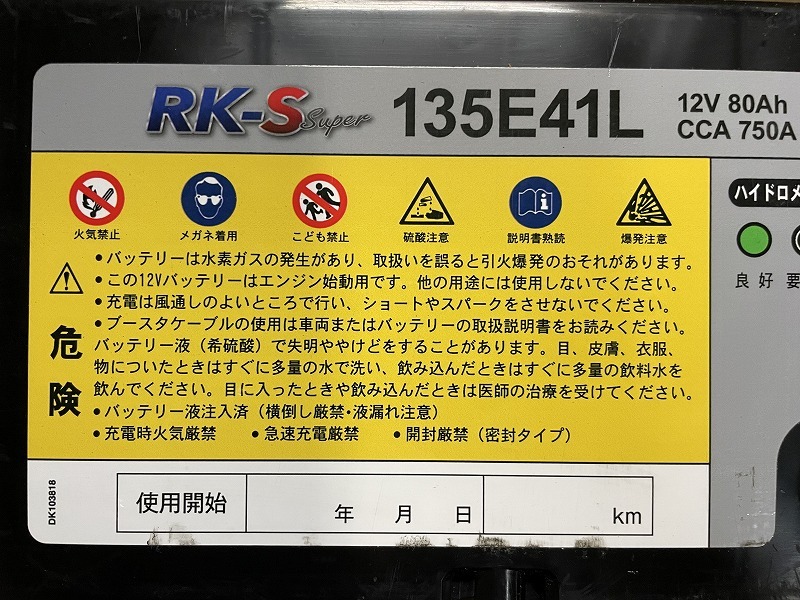 RK-S Super 135E41L 12V 80Ah
CCA 750A
火気禁止 メガネ着用 こども禁止 硫酸注意 説明書熟読 爆発注意
ハイドロメ
良好 要
危険
●バッテリーは水素ガスの発生があり、取扱いを誤ると引火爆発のおそれがあります。
●この12Vバッテリーはエンジン始動用です。他の用途には使用しないでください。
●充電は風通しのよいところで行い、ショートやスパークをさせないでください。
●ブースタケーブルの使用は車両またはバッテリーの取扱説明書をお読みください。
バッテリー液（希硫酸）で失明ややけどをすることがあります。目、皮膚、衣服、
物についたときはすぐに多量の水で洗い、飲み込んだときはすぐに多量の飲料水を
飲んでください。目に入ったときや飲み込んだときは医師の治療を受けてください。
●バッテリー液注入済（横倒し厳禁・液漏れ注意）
●充電時火気厳禁 ●急速充電厳禁 ●開封厳禁（密封タイプ）
DK103818
使用開始 年 月 日 km